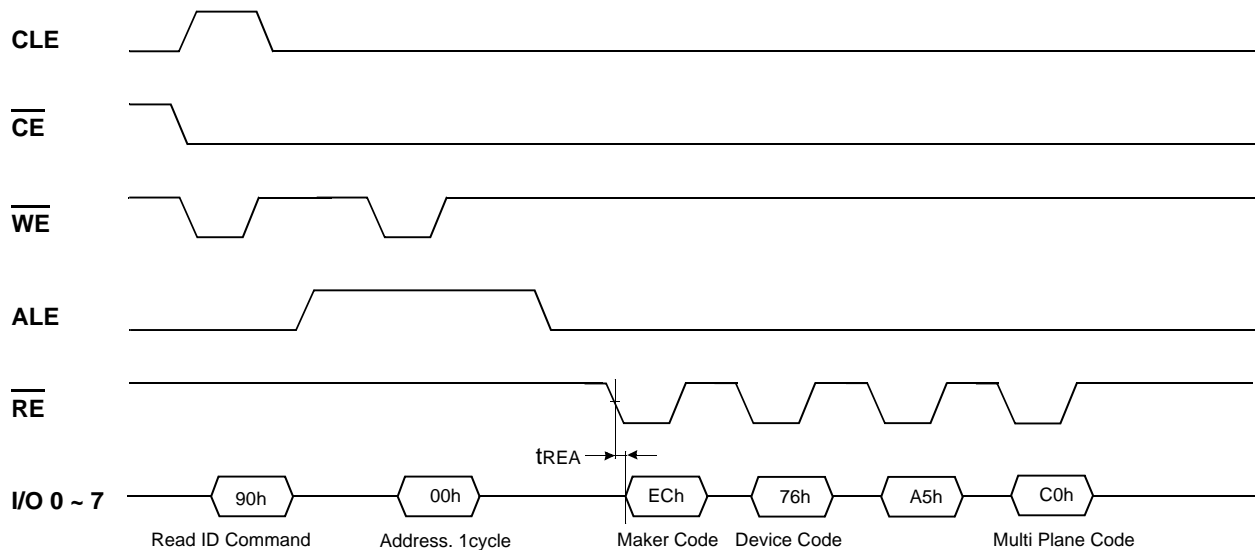 CLE
CE
WE
ALE
RE
tREA
I/O 0 ~ 7
90h 00h ECh 76h A5h C0h
Read ID Command Address. 1cycle Maker Code Device Code Multi Plane Code